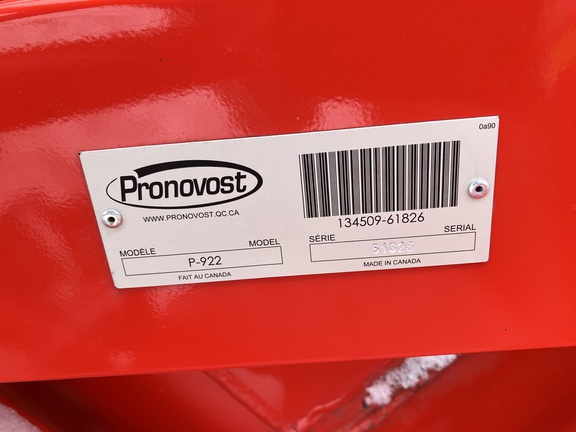 0a90
Pronovost
WWW.PRONOVOST.QC.CA
134509-61826
MODÈLE MODEL
P-922
FAIT AU CANADA
SÉRIE SERIAL
61826
MADE IN CANADA